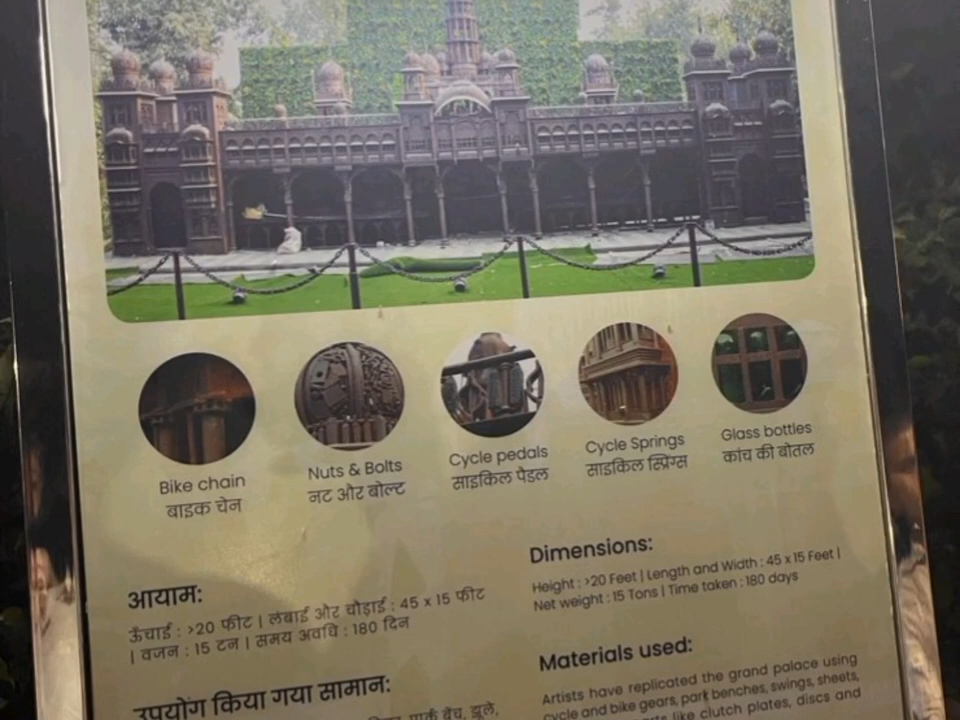 Bike chain
बाइक चेन
Nuts & Bolts
नट और बोल्ट
Cycle pedals
साइकिल पैडल
Cycle Springs
साइकिल स्प्रिंग्स
Glass bottles
कांच की बोतल
आयाम:
ऊँचाई : >20 फीट | लंबाई और चौड़ाई : 45 x 15 फीट
| वजन : 15 टन | समय अवधि : 180 दिन
उपयोग किया गया सामान:
पार्क बेंच, झूले,
Dimensions:
Height : >20 Feet | Length and Width : 45 x 15 Feet |
Net weight : 15 Tons | Time taken : 180 days
Materials used:
Artists have replicated the grand palace using
cycle and bike gears, park benches, swings, sheets,
like clutch plates, discs and